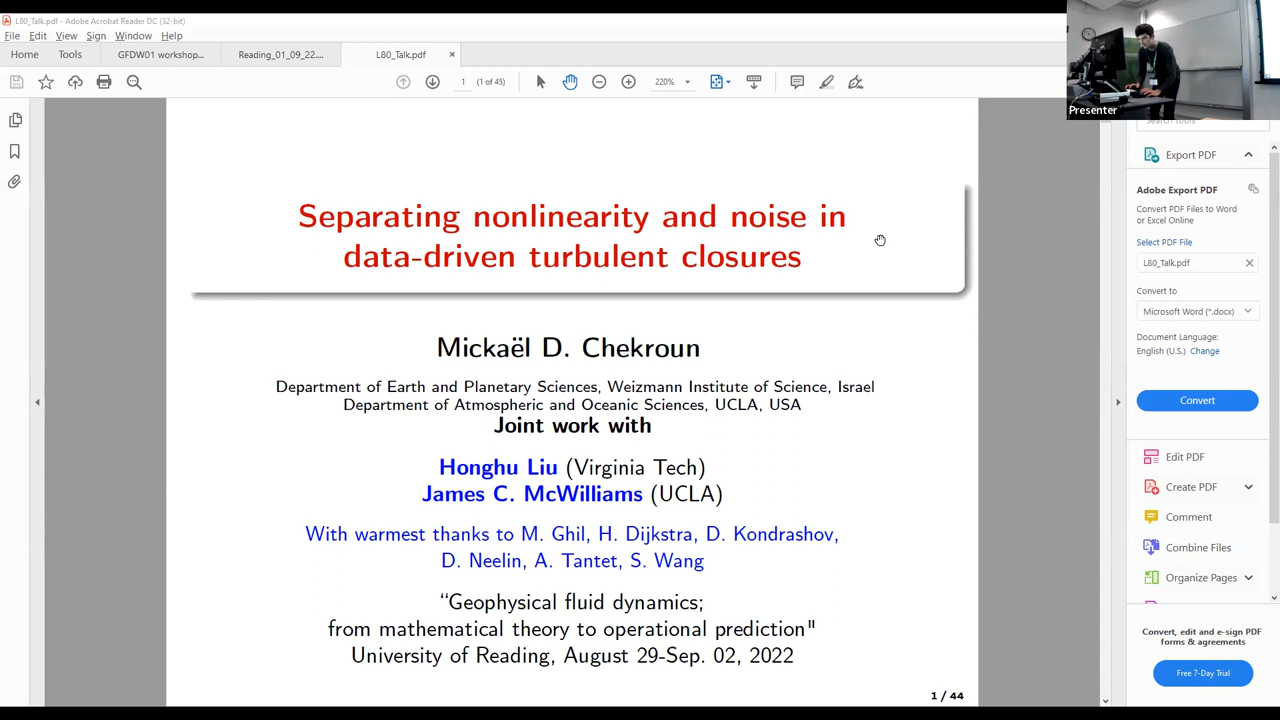 L80_Talk.pdf - Adobe Acrobat Reader DC (32-bit)
File Edit View Sign Window Help
Home Tools GFDW01 workshop... Reading_01_09_22.... L80_Talk.pdf
1 (1 of 45) 220%
Presenter
Search tools
Export PDF
Adobe Export PDF
Convert PDF Files to Word
or Excel Online
Select PDF File
L80_Talk.pdf
Convert to
Microsoft Word (*.docx)
Document Language:
English (U.S.) Change
Convert
Edit PDF
Create PDF
Comment
Combine Files
Organize Pages
Convert, edit and e-sign PDF
forms & agreements
Free 7-Day Trial
Separating nonlinearity and noise in
data-driven turbulent closures
Mickaël D. Chekroun
Department of Earth and Planetary Sciences, Weizmann Institute of Science, Israel
Department of Atmospheric and Oceanic Sciences, UCLA, USA
Joint work with
Honghu Liu (Virginia Tech)
James C. McWilliams (UCLA)
With warmest thanks to M. Ghil, H. Dijkstra, D. Kondrashov,
D. Neelin, A. Tantet, S. Wang
“Geophysical fluid dynamics;
from mathematical theory to operational prediction"
University of Reading, August 29-Sep. 02, 2022
1 / 44